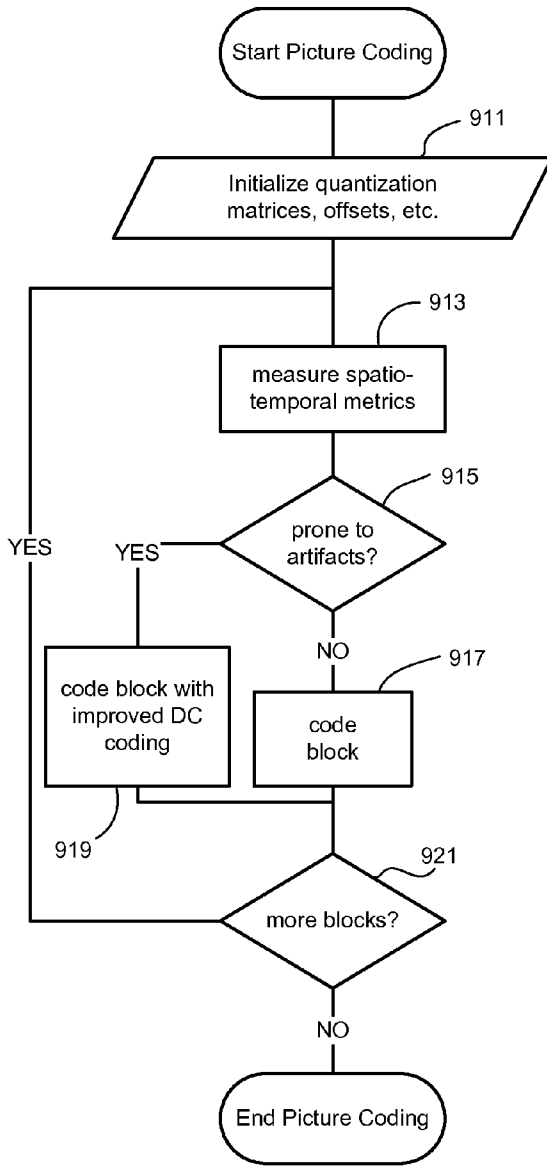 Start Picture Coding
911
Initialize quantization
matrices, offsets, etc.
913
measure spatio-
temporal metrics
915
prone to
artifacts?
YES
YES
NO
917
code block with
improved DC
coding
code
block
919
921
more blocks?
NO
End Picture Coding